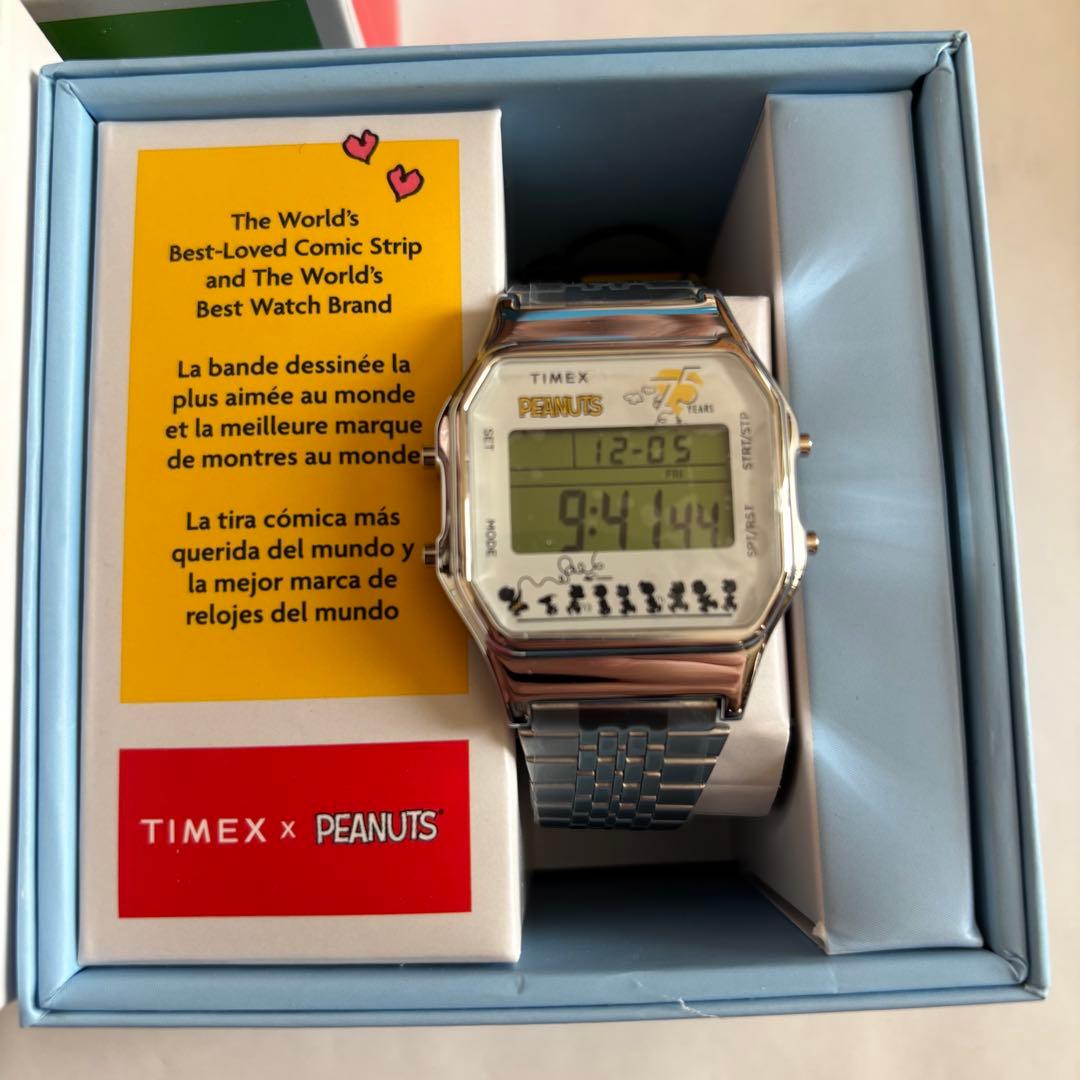 The World's
Best-Loved Comic Strip
and The World's
Best Watch Brand
La bande dessinée la
plus aimée au monde
et la meilleure marque
de montres au monde
La tira cómica más
querida del mundo y
la mejor marca de
relojes del mundo
TIMEX x PEANUTS
TIMEX
PEANUTS
75
YEARS
SET
MODE
STRT/STP
SPT/RST
12-05
FRI
9:41 44